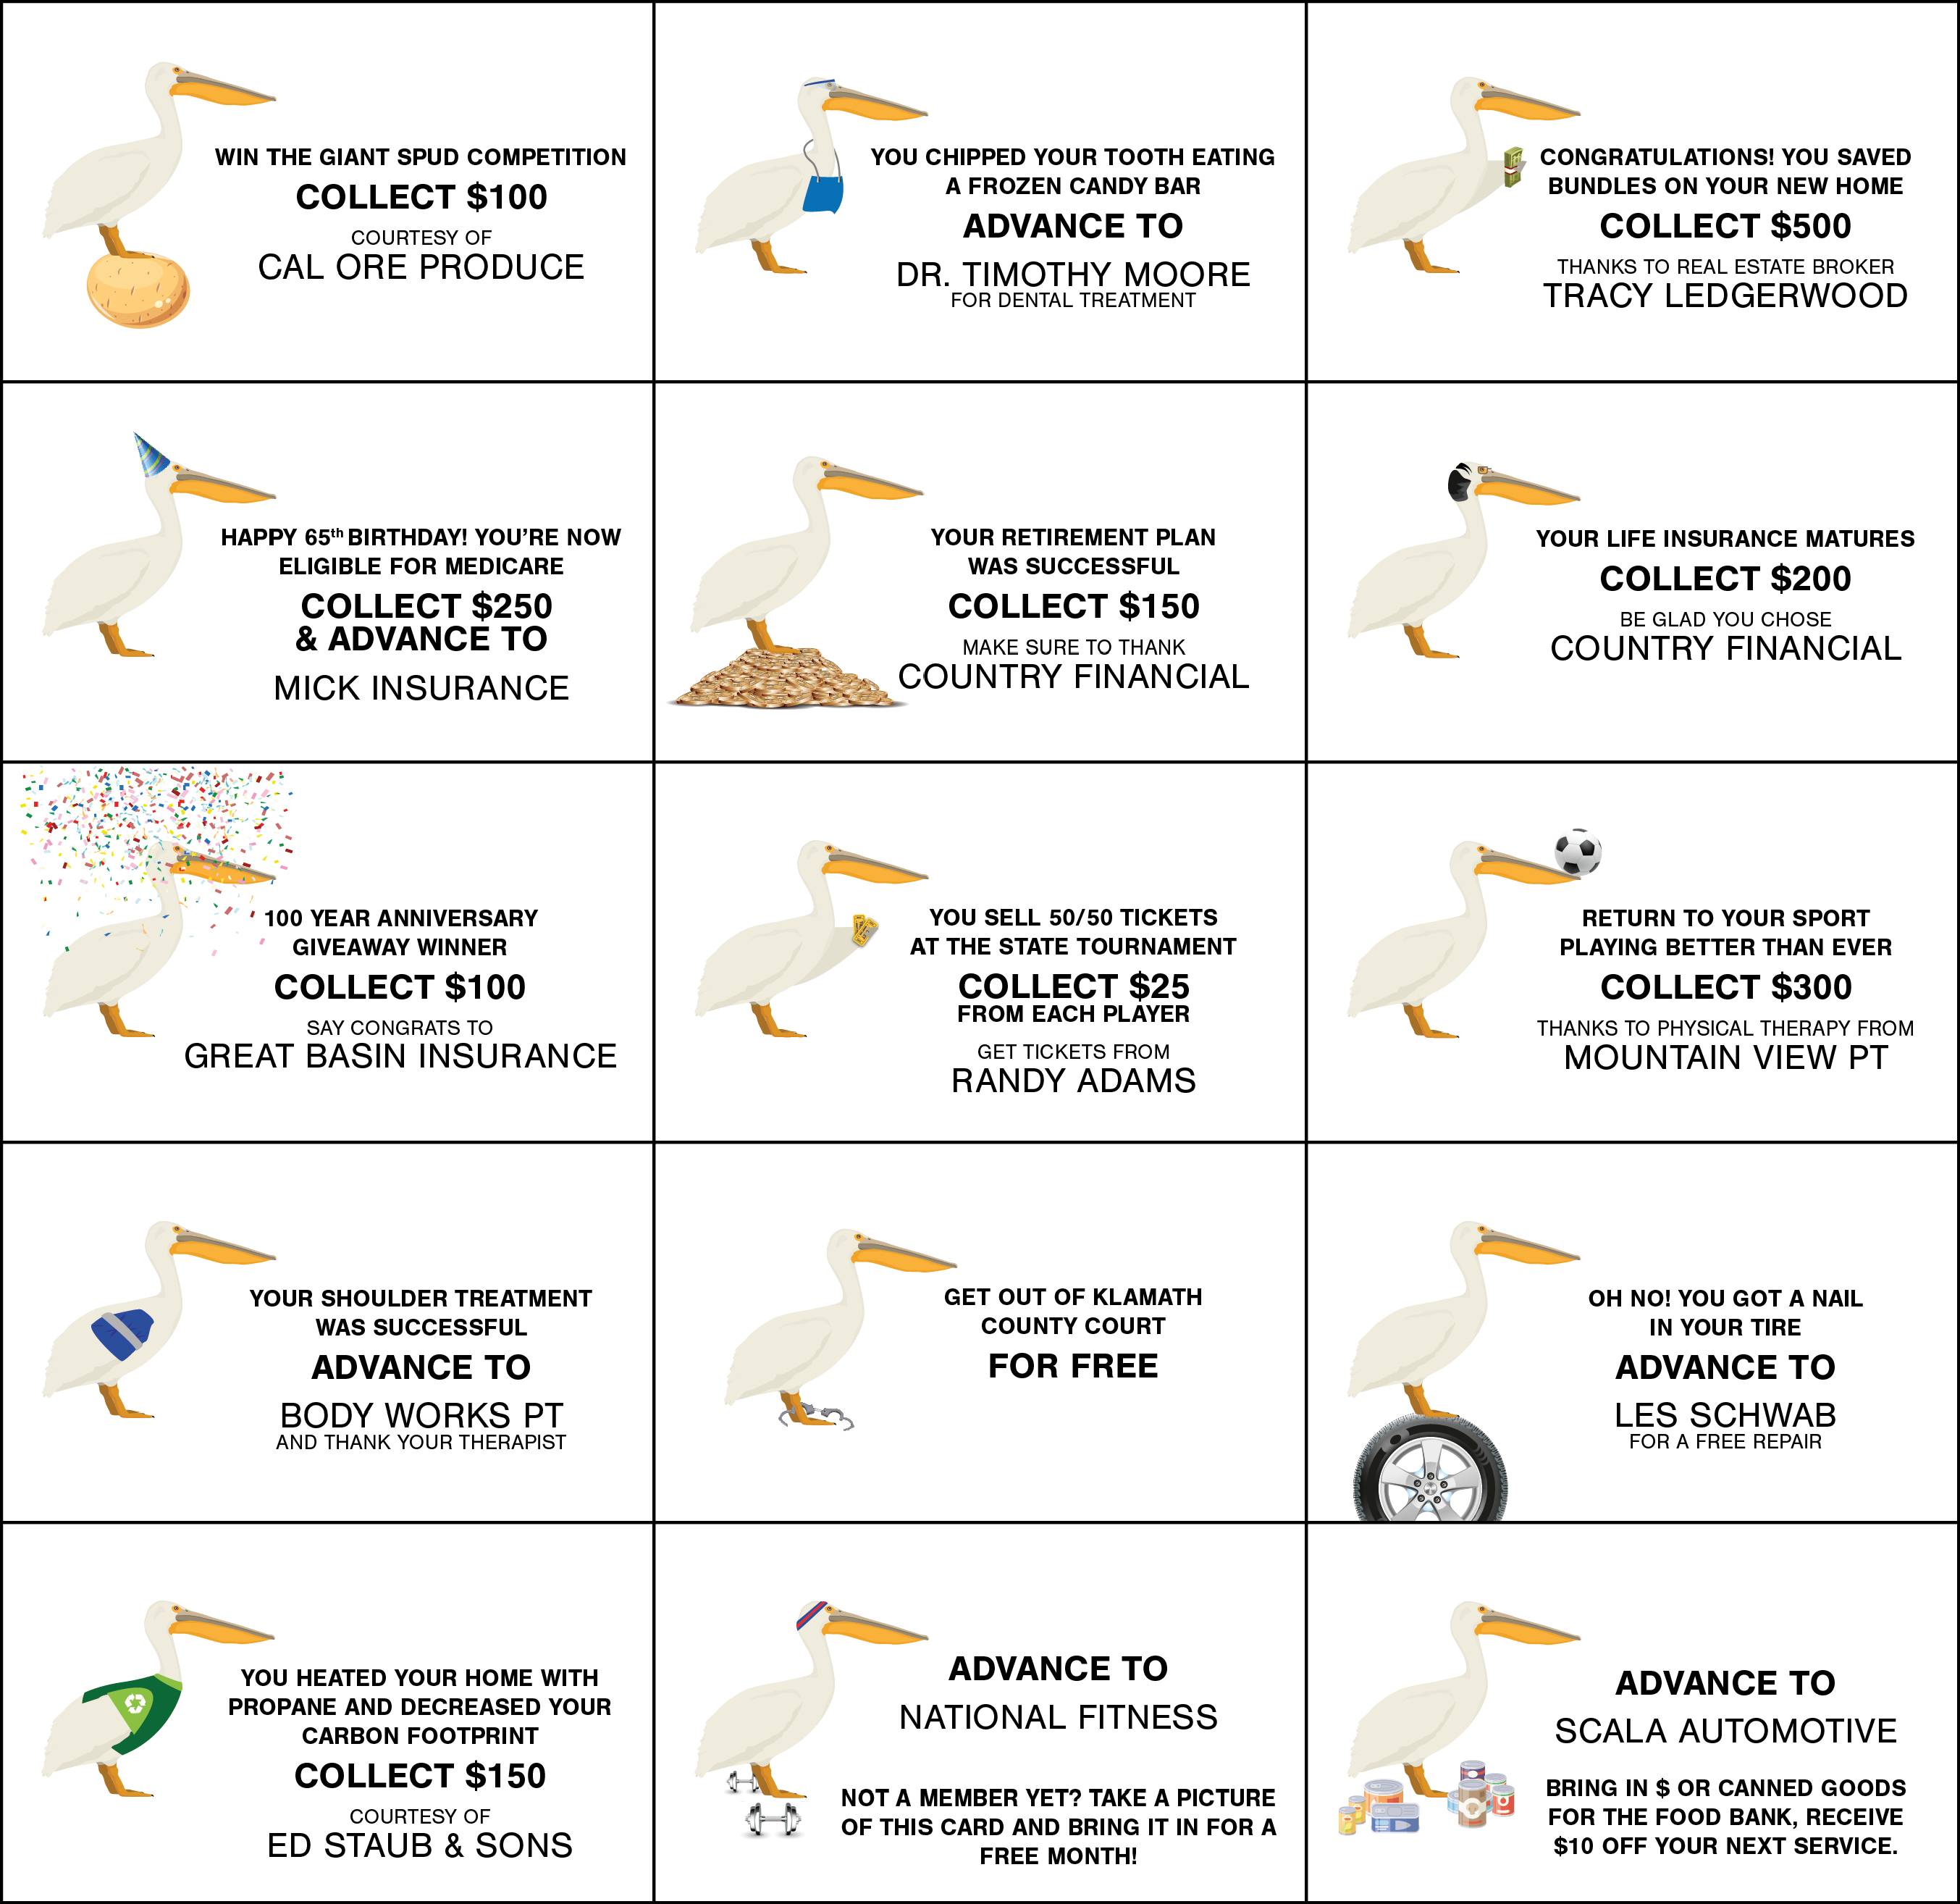 WIN THE GIANT SPUD COMPETITION
COLLECT $100
COURTESY OF
CAL ORE PRODUCE
YOU CHIPPED YOUR TOOTH EATING
A FROZEN CANDY BAR
ADVANCE TO
DR. TIMOTHY MOORE
FOR DENTAL TREATMENT
CONGRATULATIONS! YOU SAVED
BUNDLES ON YOUR NEW HOME
COLLECT $500
THANKS TO REAL ESTATE BROKER
TRACY LEDGERWOOD
HAPPY 65th BIRTHDAY! YOU’RE NOW
ELIGIBLE FOR MEDICARE
COLLECT $250
& ADVANCE TO
MICK INSURANCE
YOUR RETIREMENT PLAN
WAS SUCCESSFUL
COLLECT $150
MAKE SURE TO THANK
COUNTRY FINANCIAL
YOUR LIFE INSURANCE MATURES
COLLECT $200
BE GLAD YOU CHOSE
COUNTRY FINANCIAL
100 YEAR ANNIVERSARY
GIVEAWAY WINNER
COLLECT $100
SAY CONGRATS TO
GREAT BASIN INSURANCE
YOU SELL 50/50 TICKETS
AT THE STATE TOURNAMENT
COLLECT $25
FROM EACH PLAYER
GET TICKETS FROM
RANDY ADAMS
RETURN TO YOUR SPORT
PLAYING BETTER THAN EVER
COLLECT $300
THANKS TO PHYSICAL THERAPY FROM
MOUNTAIN VIEW PT
YOUR SHOULDER TREATMENT
WAS SUCCESSFUL
ADVANCE TO
BODY WORKS PT
AND THANK YOUR THERAPIST
GET OUT OF KLAMATH
COUNTY COURT
FOR FREE
OH NO! YOU GOT A NAIL
IN YOUR TIRE
ADVANCE TO
LES SCHWAB
FOR A FREE REPAIR
YOU HEATED YOUR HOME WITH
PROPANE AND DECREASED YOUR
CARBON FOOTPRINT
COLLECT $150
COURTESY OF
ED STAUB & SONS
ADVANCE TO
NATIONAL FITNESS
NOT A MEMBER YET? TAKE A PICTURE
OF THIS CARD AND BRING IT IN FOR A
FREE MONTH!
ADVANCE TO
SCALA AUTOMOTIVE
BRING IN $ OR CANNED GOODS
FOR THE FOOD BANK, RECEIVE
$10 OFF YOUR NEXT SERVICE.